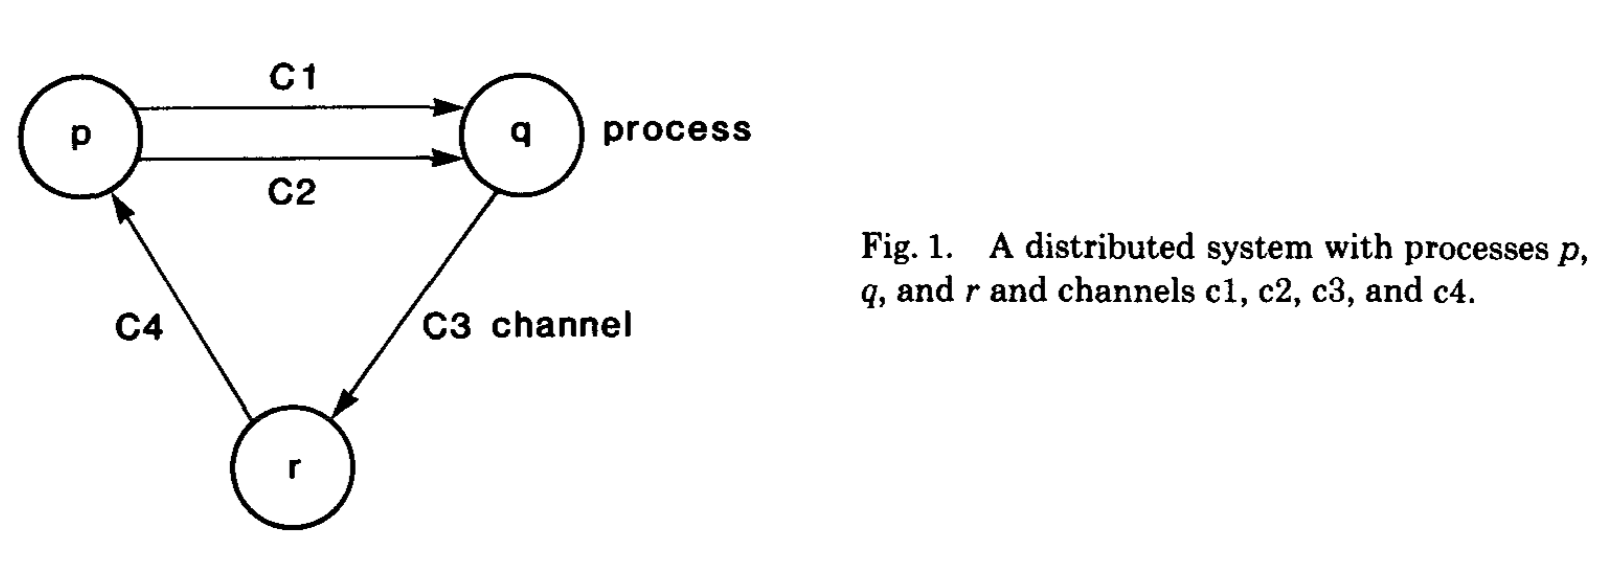 C1
p
q process
C2
Fig. 1. A distributed system with processes p,
q, and r and channels c1, c2, c3, and c4.
C4
C3 channel
r